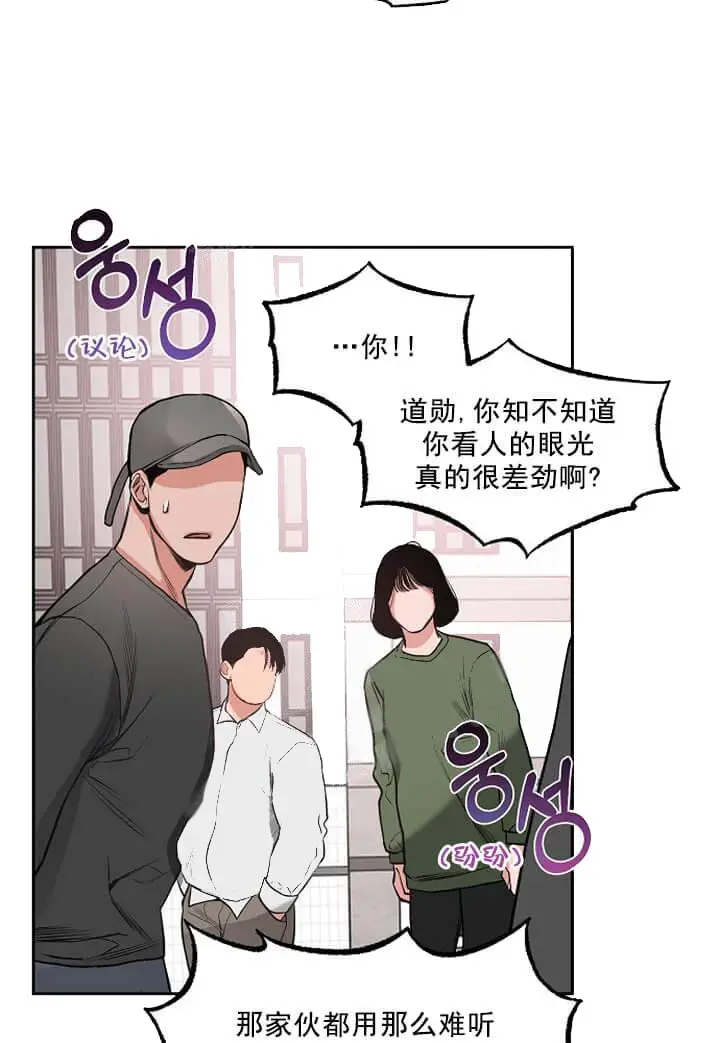 웅성
(议论)
…你!!
道勋,你知不知道
你看人的眼光
真的很差劲啊?
웅성
(纷纷)
那家伙都用那么难听